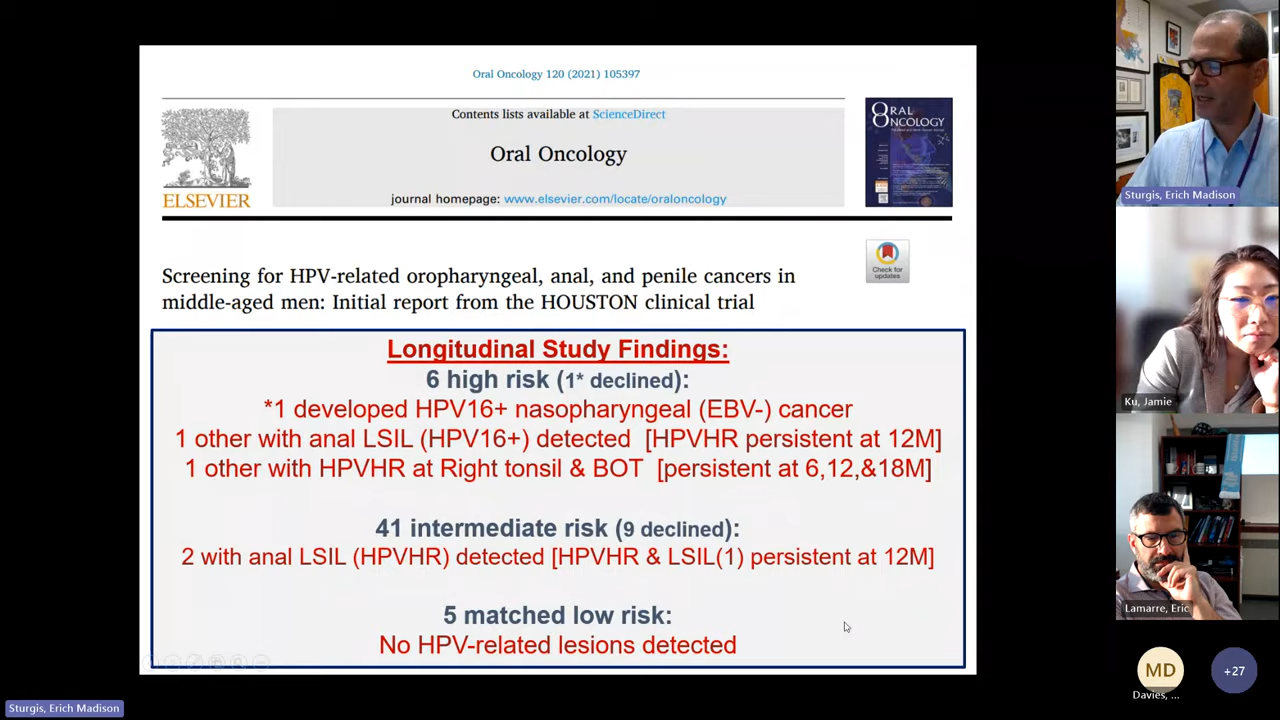 Oral Oncology 120 (2021) 105397
Contents lists available at ScienceDirect
Oral Oncology
journal homepage: www.elsevier.com/locate/oraloncology
ELSEVIER
ORAL
ONCOLOGY
Check for
updates
Screening for HPV-related oropharyngeal, anal, and penile cancers in
middle-aged men: Initial report from the HOUSTON clinical trial
Longitudinal Study Findings:
6 high risk (1* declined):
*1 developed HPV16+ nasopharyngeal (EBV-) cancer
1 other with anal LSIL (HPV16+) detected [HPVHR persistent at 12M]
1 other with HPVHR at Right tonsil & BOT [persistent at 6,12,&18M]
41 intermediate risk (9 declined):
2 with anal LSIL (HPVHR) detected [HPVHR & LSIL(1) persistent at 12M]
5 matched low risk:
No HPV-related lesions detected
Sturgis, Erich Madison
Ku, Jamie
Lamarre, Eric
MD
Davies, ...
+27
Sturgis, Erich Madison